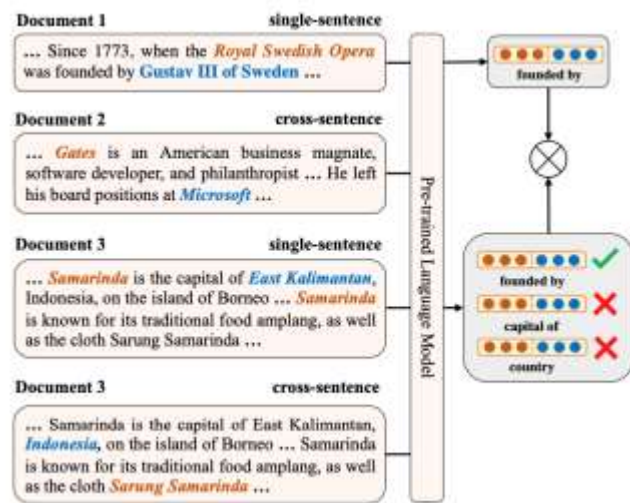 Document 1 single-sentence
... Since 1773, when the Royal Swedish Opera
was founded by Gustav III of Sweden ...
Document 2 cross-sentence
... Gates is an American business magnate,
software developer, and philanthropist ... He left
his board positions at Microsoft ...
Document 3 single-sentence
... Samarinda is the capital of East Kalimantan,
Indonesia, on the island of Borneo ... Samarinda
is known for its traditional food amplang, as well
as the cloth Sarung Samarinda ...
Document 3 cross-sentence
... Samarinda is the capital of East Kalimantan,
Indonesia, on the island of Borneo ... Samarinda
is known for its traditional food amplang, as well
as the cloth Sarung Samarinda ...
Pre-trained Language Model
founded by
founded by
capital of
country